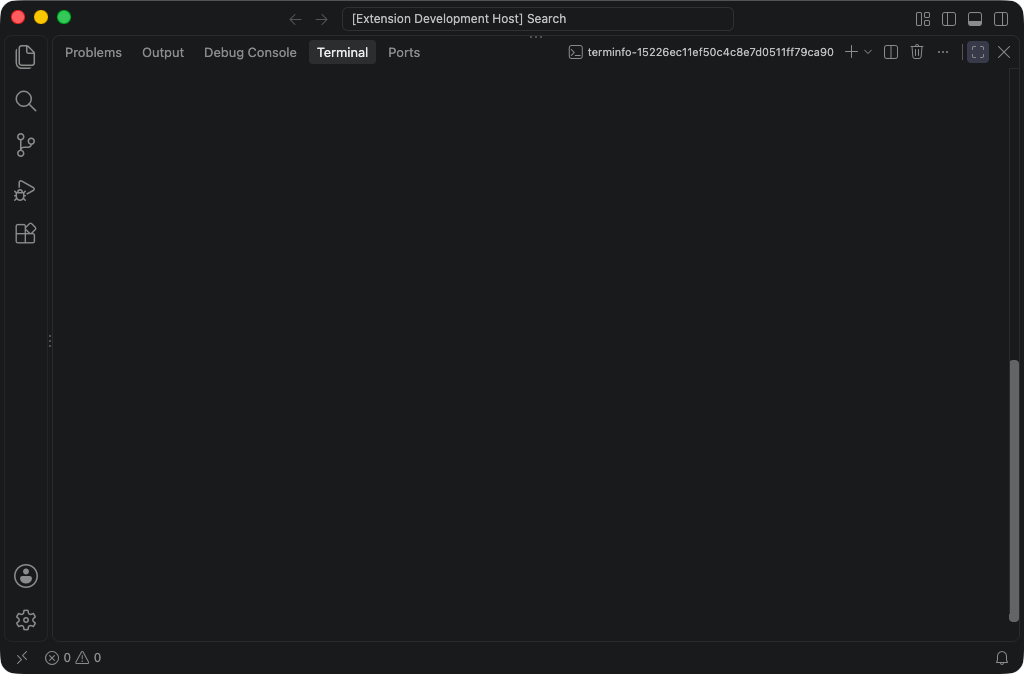 [Extension Development Host] Search
Problems Output Debug Console Terminal Ports terminfo-15226ec11ef50c4c8e7d0511ff79ca90
0 0